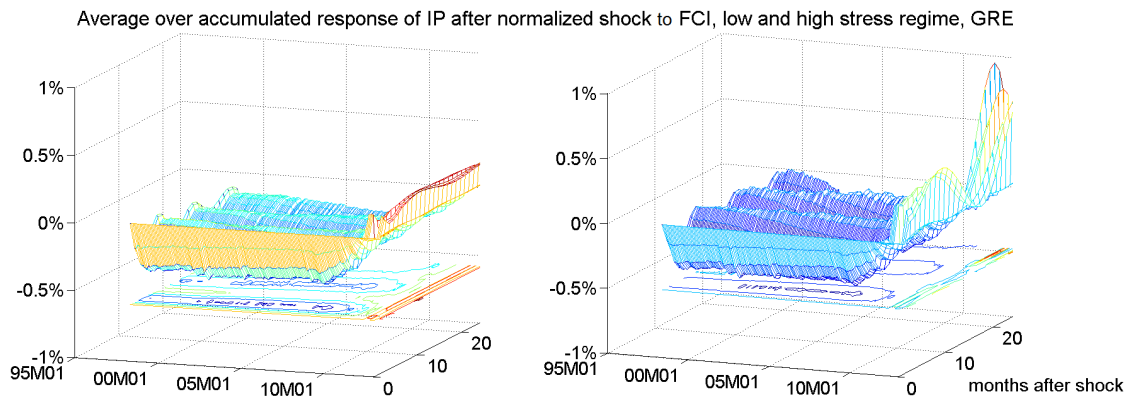 Average over accumulated response of IP after normalized shock to FCI, low and high stress regime, GRE
1%
0.5%
0%
-0.5%
-1%
95M01
00M01
05M01
10M01
0
10
20
1%
0.5%
0%
-0.5%
-1%
95M01
00M01
05M01
10M01
0
10
20
months after shock